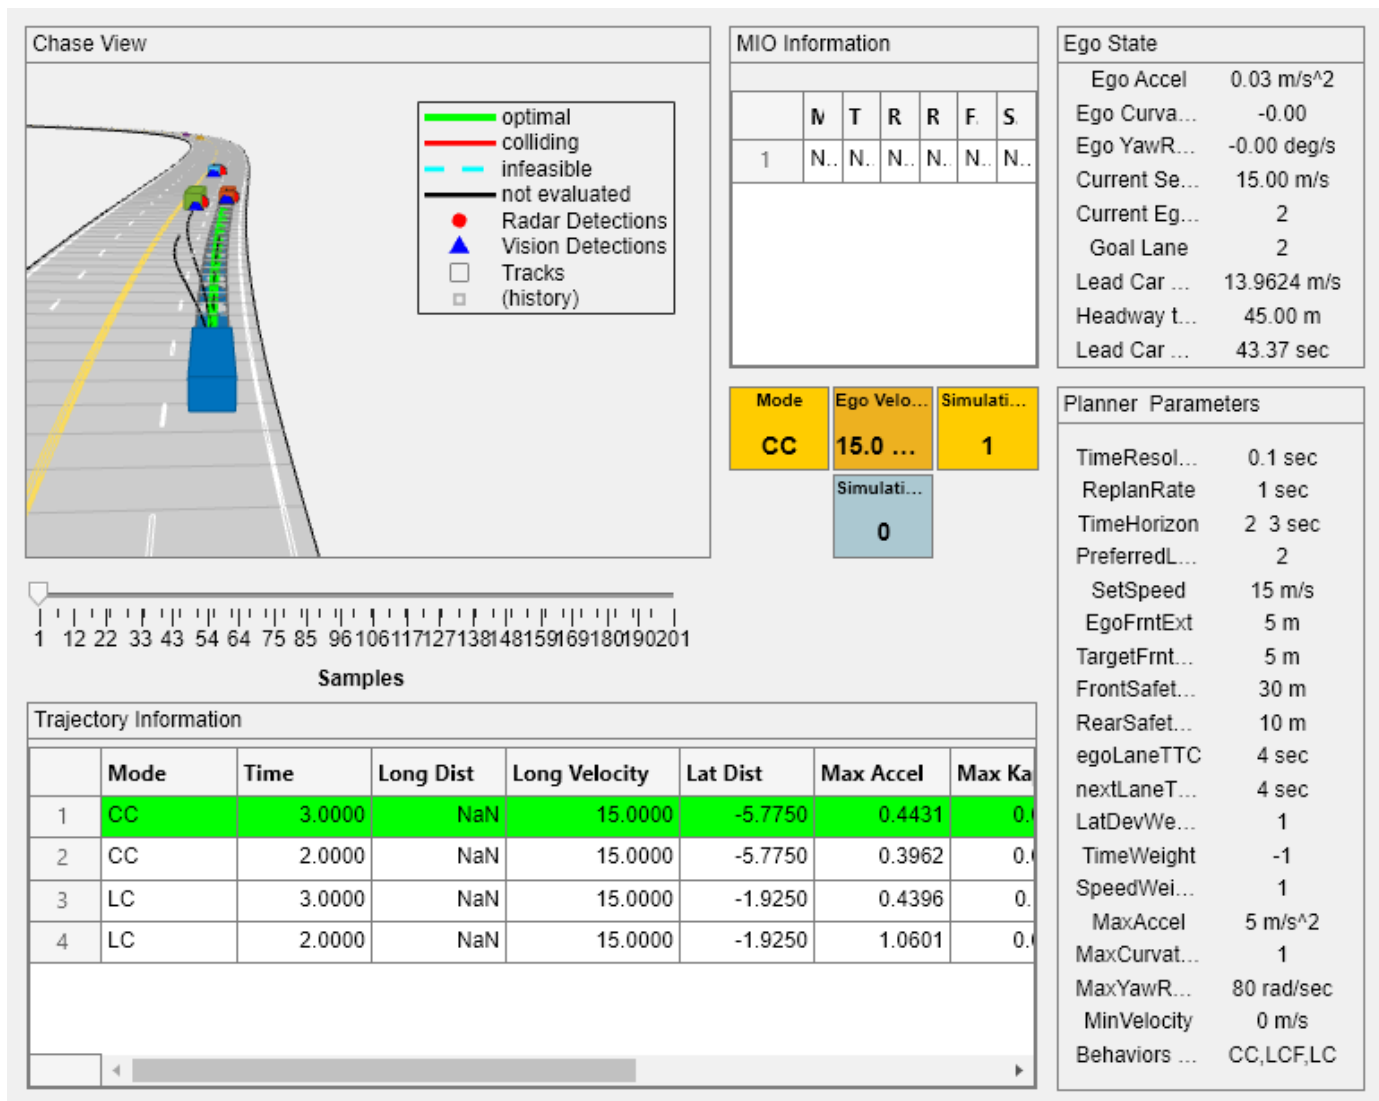 Chase View
optimal
colliding
infeasible
not evaluated
Radar Detections
Vision Detections
Tracks
(history)
MIO Information
T R R F. S.
1 N.. N.. N.. N.. N.. N..
Ego State
Ego Accel 0.03 m/s^2
Ego Curva... -0.00
Ego YawR... -0.00 deg/s
Current Se... 15.00 m/s
Current Eg... 2
Goal Lane 2
Lead Car ... 13.9624 m/s
Headway t... 45.00 m
Lead Car ... 43.37 sec
Mode
CC
Ego Velo...
15.0 ...
Simulati...
1
Simulati...
0
Planner Parameters
TimeResol... 0.1 sec
ReplanRate 1 sec
TimeHorizon 2 3 sec
PreferredL... 2
SetSpeed 15 m/s
EgoFrntExt 5 m
TargetFrnt... 5 m
FrontSafet... 30 m
RearSafet... 10 m
egoLaneTTC 4 sec
nextLaneT... 4 sec
LatDevWe... 1
TimeWeight -1
SpeedWei... 1
MaxAccel 5 m/s^2
MaxCurvat... 1
MaxYawR... 80 rad/sec
MinVelocity 0 m/s
Behaviors ... CC,LCF,LC
1 12 22 33 43 54 64 75 85 96 106 117 127 138 148 159 169 180 190 201
Samples
Trajectory Information
Mode Time Long Dist Long Velocity Lat Dist Max Accel Max Ka
1 CC 3.0000 NaN 15.0000 -5.7750 0.4431 0.
2 CC 2.0000 NaN 15.0000 -5.7750 0.3962 0.
3 LC 3.0000 NaN 15.0000 -1.9250 0.4396 0.
4 LC 2.0000 NaN 15.0000 -1.9250 1.0601 0.